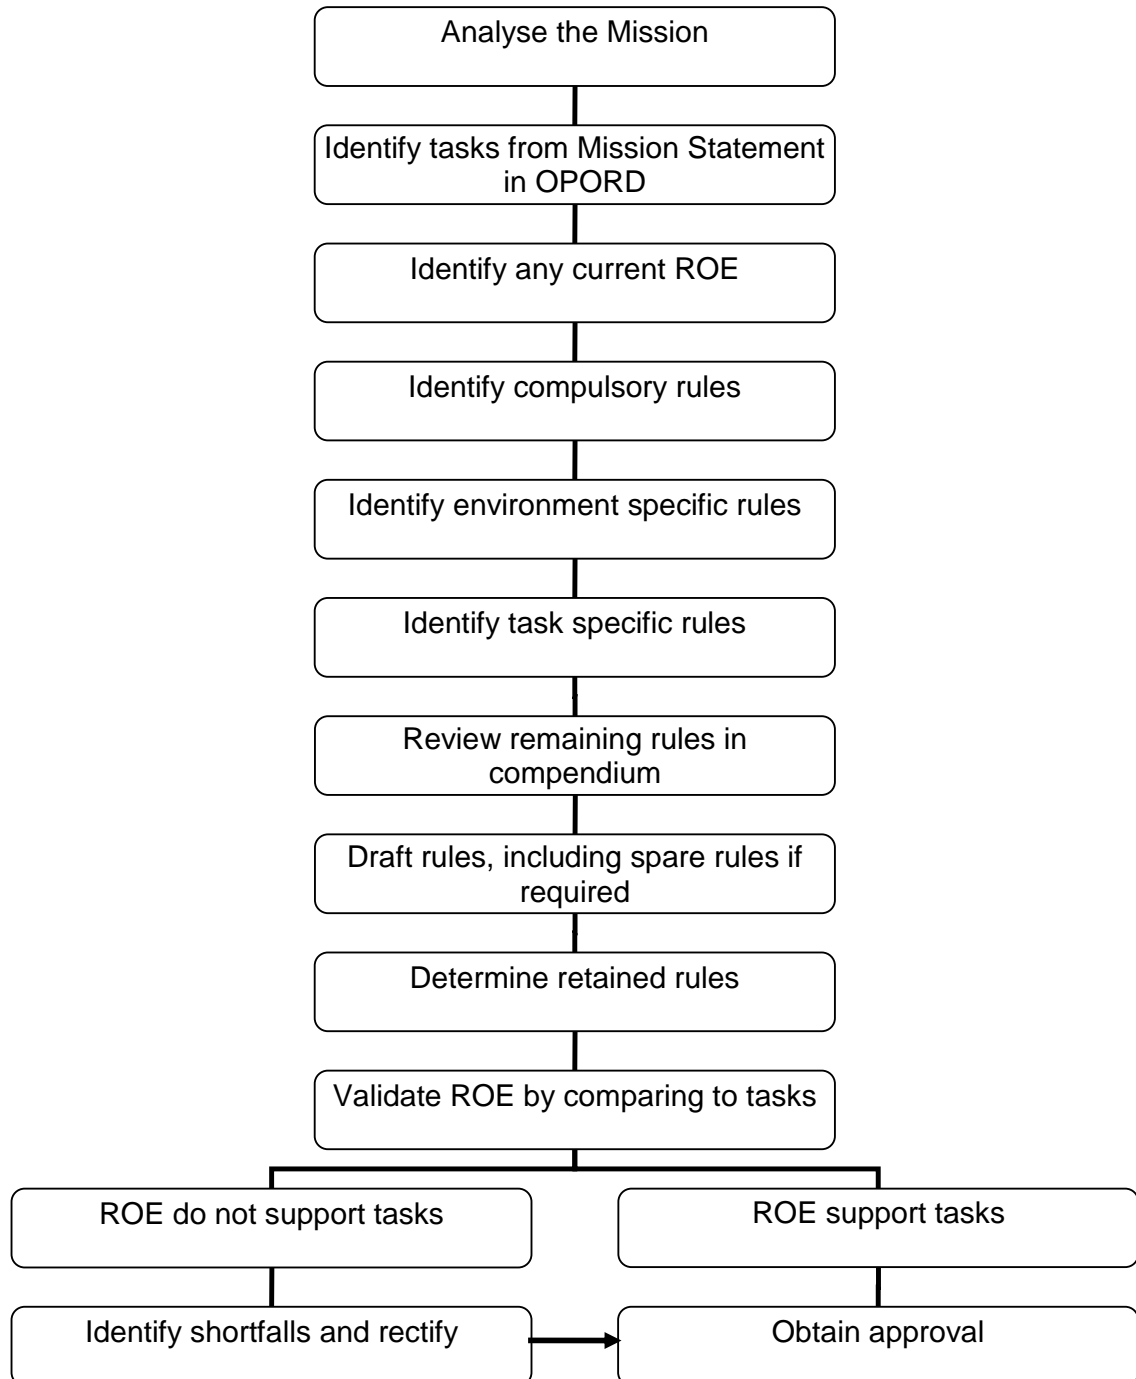 Analyse the Mission
Identify tasks from Mission Statement
in OPORD
Identify any current ROE
Identify compulsory rules
Identify environment specific rules
Identify task specific rules
Review remaining rules in
compendium
Draft rules, including spare rules if
required
Determine retained rules
Validate ROE by comparing to tasks
ROE do not support tasks
ROE support tasks
Identify shortfalls and rectify
Obtain approval